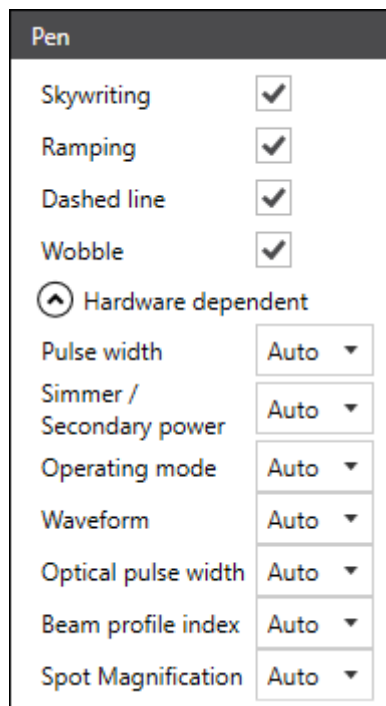 Pen
Skywriting
Ramping
Dashed line
Wobble
Hardware dependent
Pulse width Auto
Simmer /
Secondary power Auto
Operating mode Auto
Waveform Auto
Optical pulse width Auto
Beam profile index Auto
Spot Magnification Auto